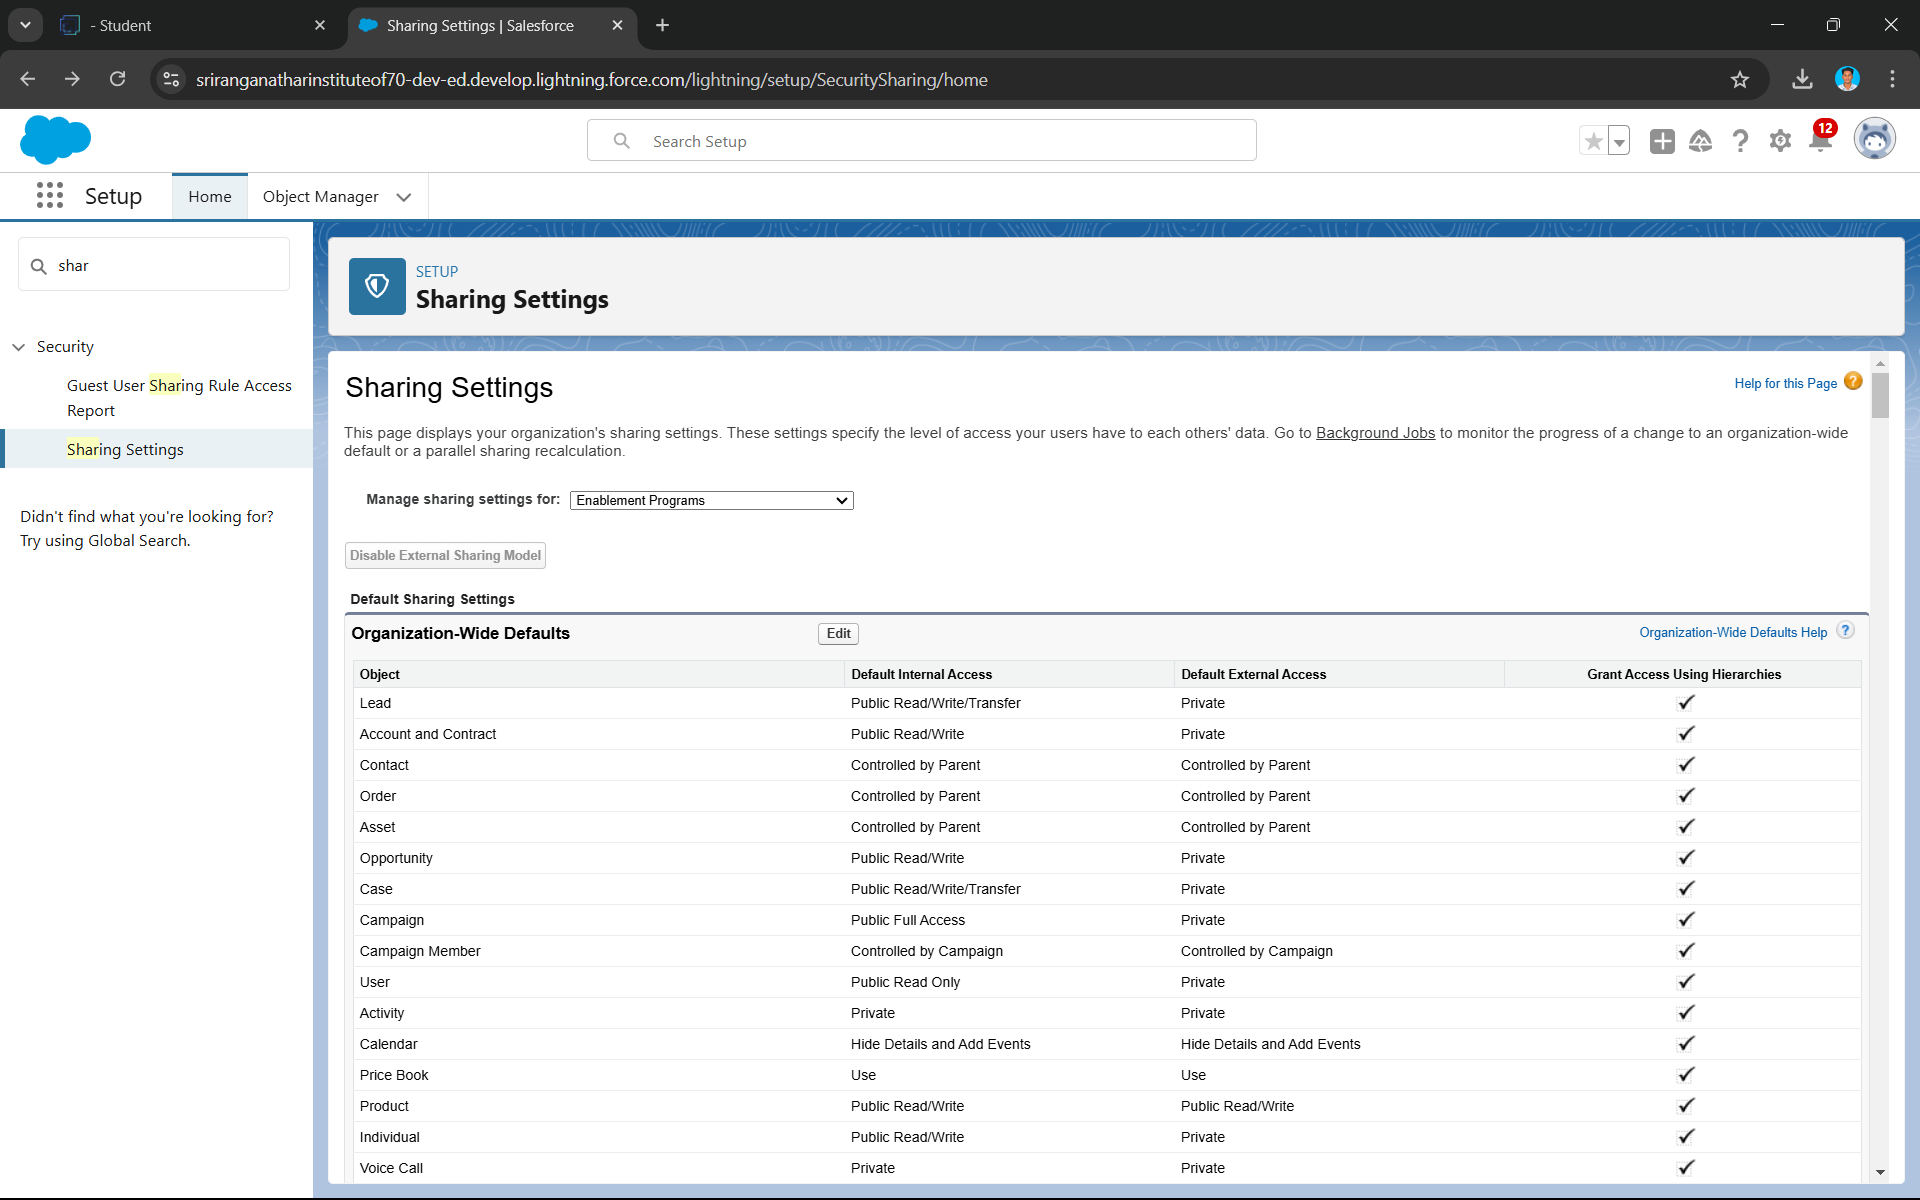 - Student
Sharing Settings | Salesforce
sriranganatharinstituteof70-dev-ed.develop.lightning.force.com/lightning/setup/SecuritySharing/home
Search Setup
12
Setup
Home
Object Manager
shar
Security
Guest User Sharing Rule Access
Report
Sharing Settings
Didn't find what you're looking for?
Try using Global Search.
SETUP
Sharing Settings
Sharing Settings
Help for this Page
This page displays your organization's sharing settings. These settings specify the level of access your users have to each others' data. Go to Background Jobs to monitor the progress of a change to an organization-wide
default or a parallel sharing recalculation.
Manage sharing settings for: Enablement Programs
Disable External Sharing Model
Default Sharing Settings
Organization-Wide Defaults Edit Organization-Wide Defaults Help ?
Object Default Internal Access Default External Access Grant Access Using Hierarchies
Lead Public Read/Write/Transfer Private
Account and Contract Public Read/Write Private
Contact Controlled by Parent Controlled by Parent
Order Controlled by Parent Controlled by Parent
Asset Controlled by Parent Controlled by Parent
Opportunity Public Read/Write Private
Case Public Read/Write/Transfer Private
Campaign Public Full Access Private
Campaign Member Controlled by Campaign Controlled by Campaign
User Public Read Only Private
Activity Private Private
Calendar Hide Details and Add Events Hide Details and Add Events
Price Book Use Use
Product Public Read/Write Public Read/Write
Individual Public Read/Write Private
Voice Call Private Private